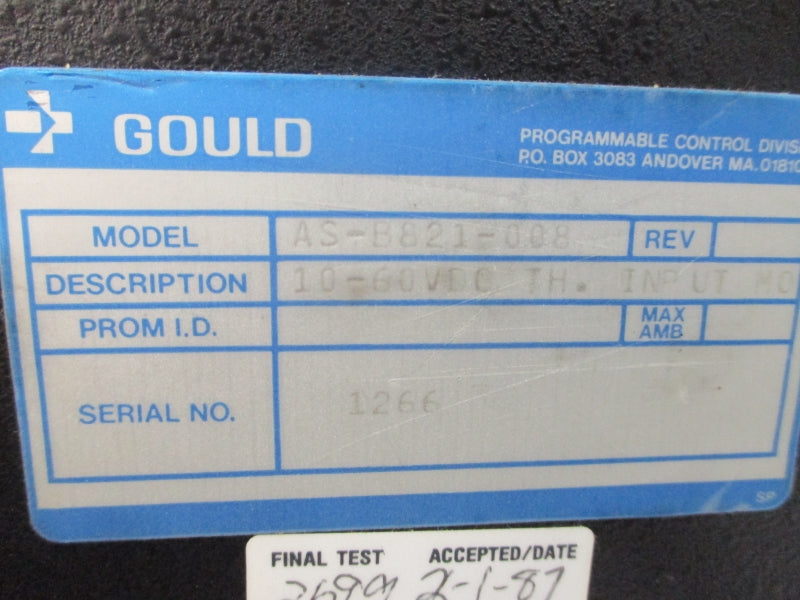 GOULD
PROGRAMMABLE CONTROL DIVIS
P.O. BOX 3083 ANDOVER MA. 01810
MODEL AS-B821-008 REV
DESCRIPTION 10-60VDC TH. INPUT MO
PROM I.D. MAX AMB
SERIAL NO. 1266
SP
FINAL TEST ACCEPTED/DATE
2-1-87